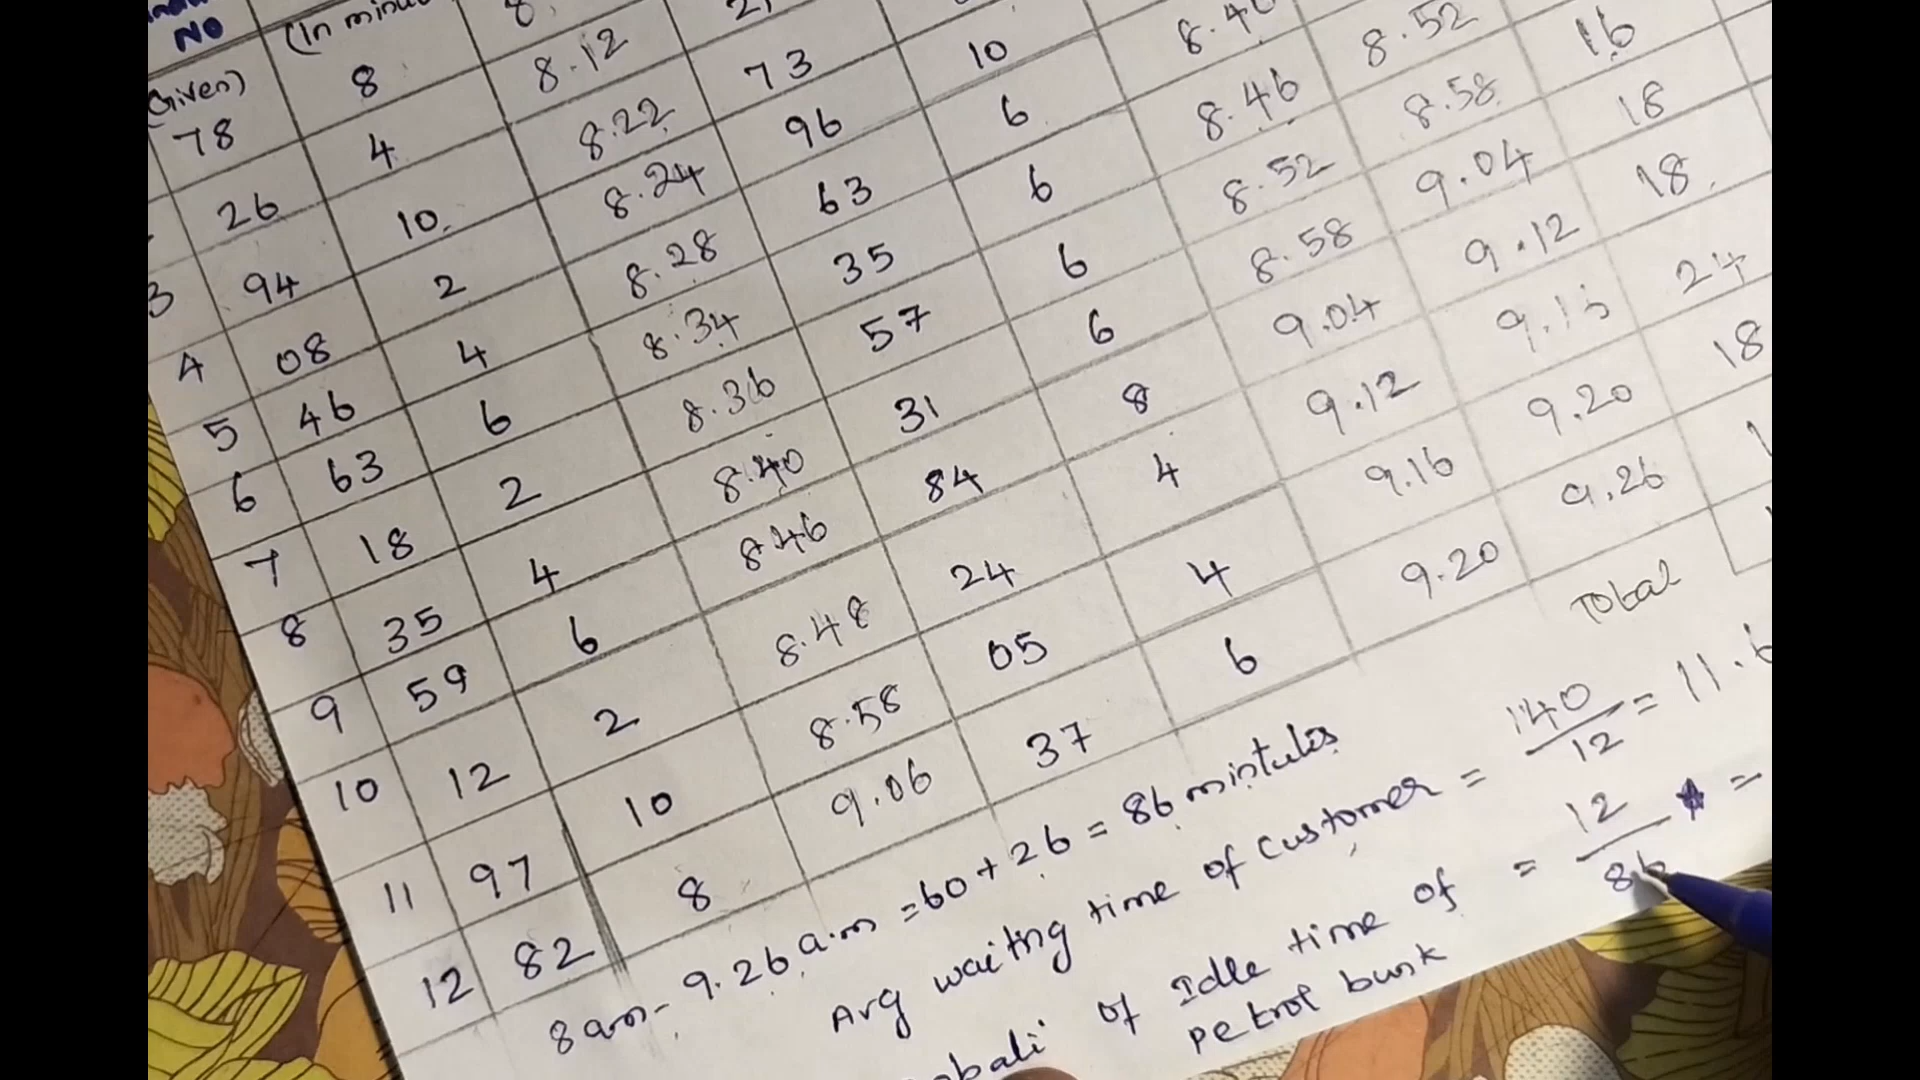 No (In minu 8.
(Given)
78 8
26 4 8.12
3 94 10 8.22 73
4 08 2 8.24 96 10
5 46 4 8.28 63 6
6 63 6 8.34 35 6 8.46 8.52
7 18 2 8.36 57 6 8.52 8.58 16
8 35 4 8.40 31 6 8.58 9.04 18
9 59 6 8.46 84 8 9.04 9.12 18
10 12 2 8.48 24 4 9.12 9.16 24
11 97 10 8.58 05 4 9.16 9.20 18
12 82 8 9.06 37 6 9.20 9.26
Total
8 am - 9.26 a.m = 60 + 26 = 86 mintules
Avg waiting time of customer = 140/12 = 11.6
of Idle time of = 12/86 =
petrol bunk